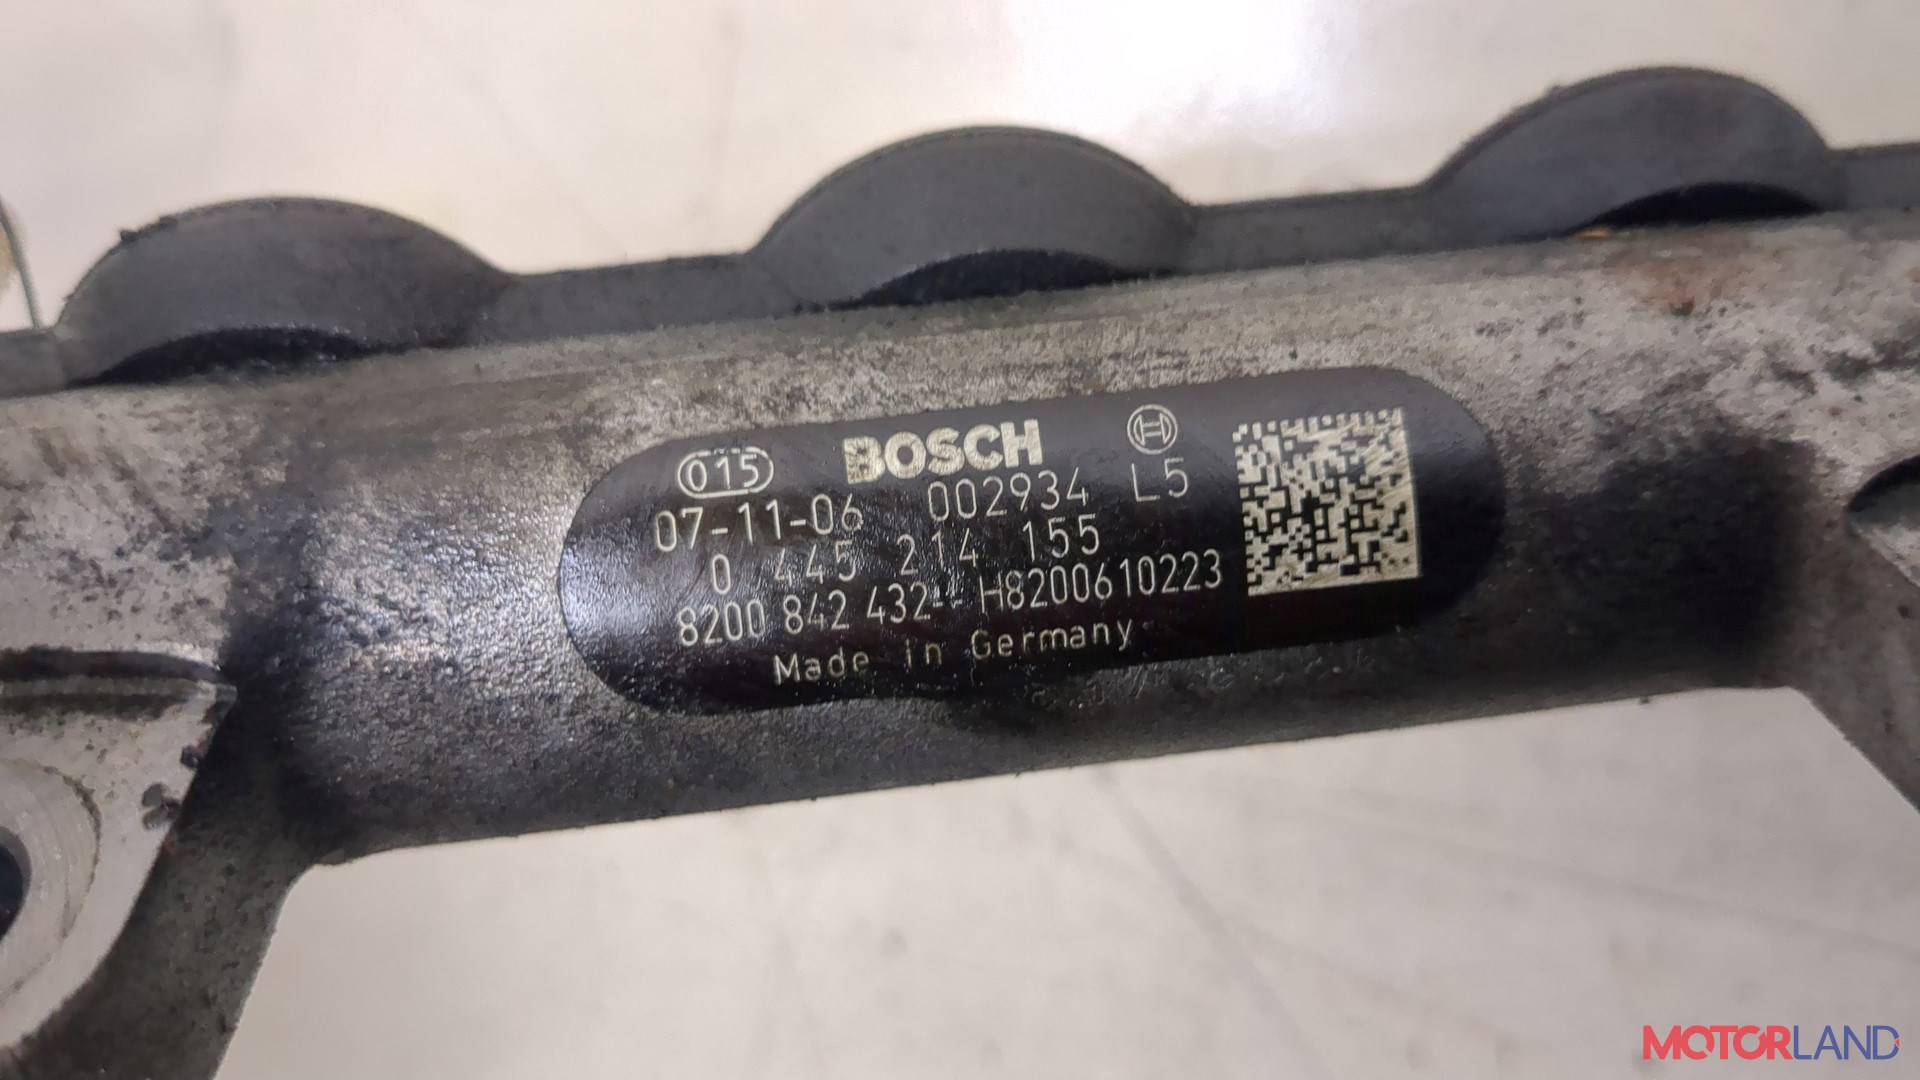 015 BOSCH
07-11-06 002934 L5
0 445 214 155
8200 842 432-- H8200610223
Made in Germany
MOTORLAND